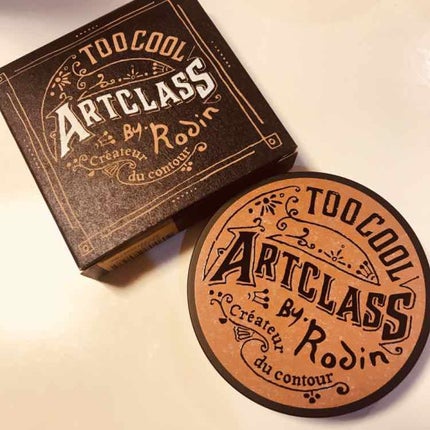 TOO COOL
ARTCLASS
By. Rodin
Créateur
du contour
TOO COOL
ARTCLASS
By. Rodin
Créateur
du contour